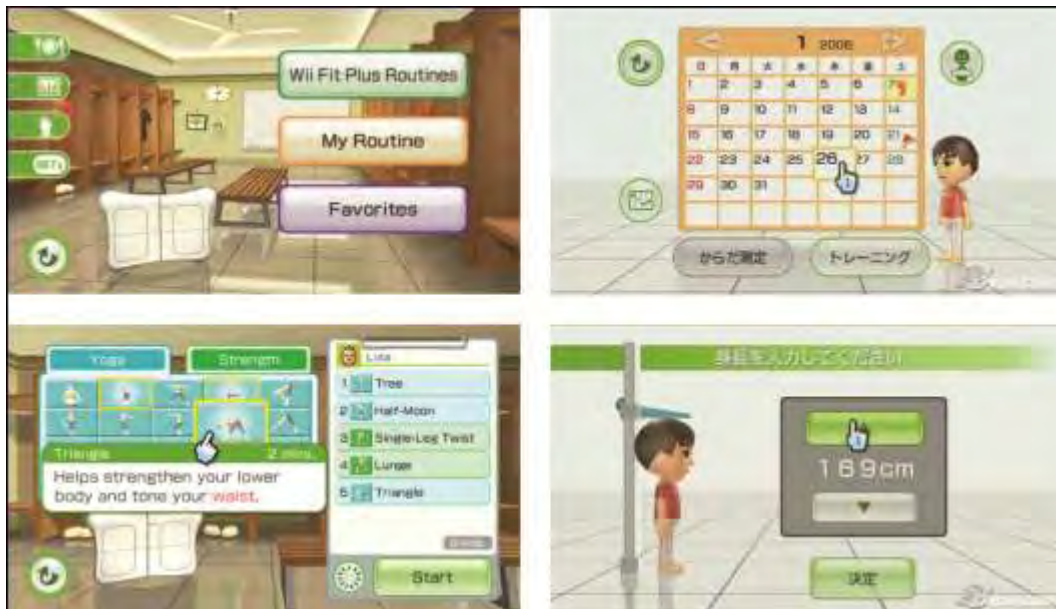 Wii Fit Plus Routines
My Routine
Favorites
1 2006
日 月 火 水 木 金 土
1 2 3 4 5 6 7
8 9 10 11 12 13 14
15 16 17 18 19 20 21
22 23 24 25 26 27 28
29 30 31
からだ測定
トレーニング
Yoga
Strength
Triangle
2 mins.
Helps strengthen your lower
body and tone your waist.
Lisa
1 Tree
2 Half-Moon
3 Single-Leg Twist
4 Lunge
5 Triangle
Start
身長を入力してください
169cm
決定